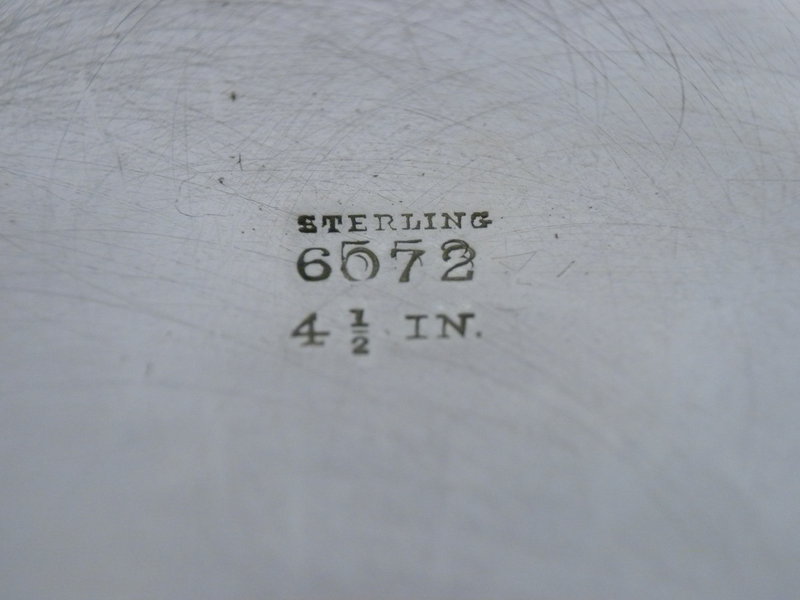 STERLING
6572
4 1/2 IN.